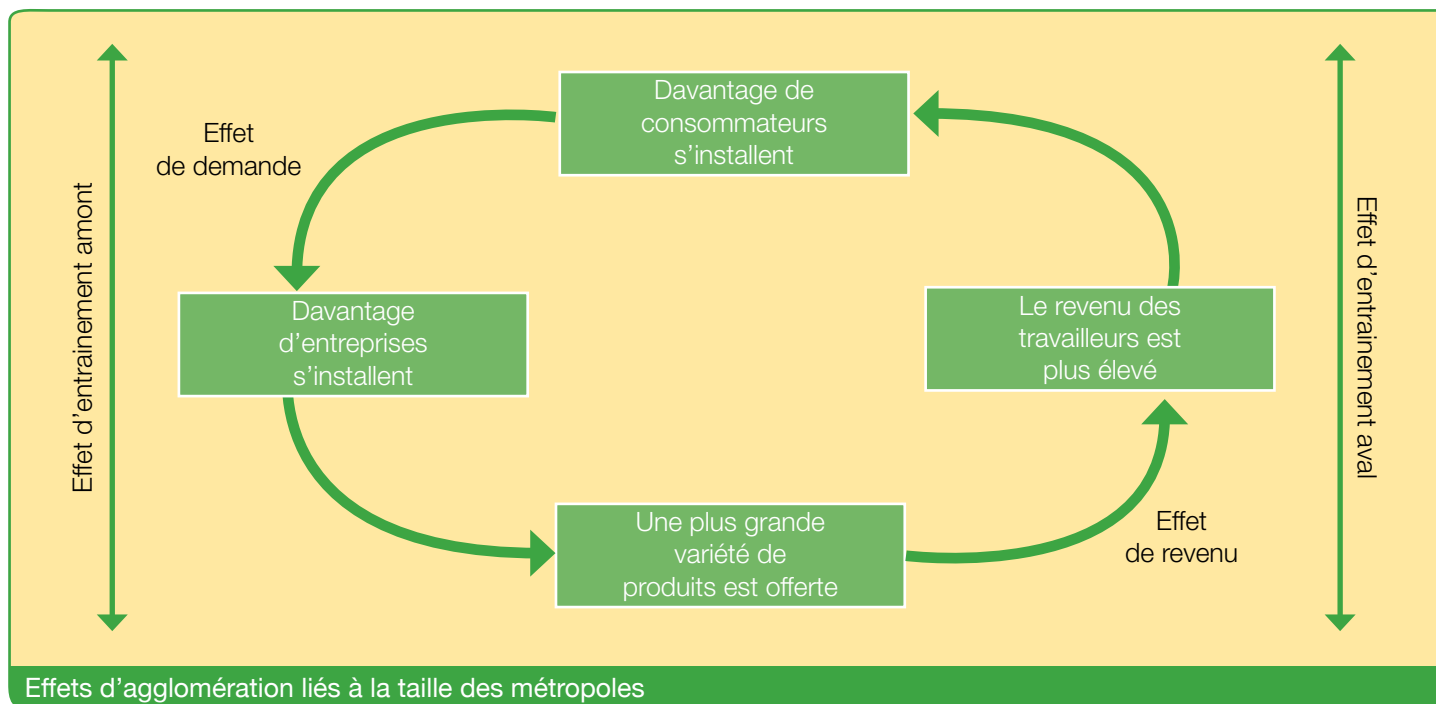 Davantage de
consommateurs
s'installent
Effet
de demande
Effet d'entrainement amont
Davantage
d'entreprises
s'installent
Le revenu des
travailleurs est
plus élevé
Effet d'entrainement aval
Une plus grande
variété de
produits est offerte
Effet
de revenu
Effets d'agglomération liés à la taille des métropoles